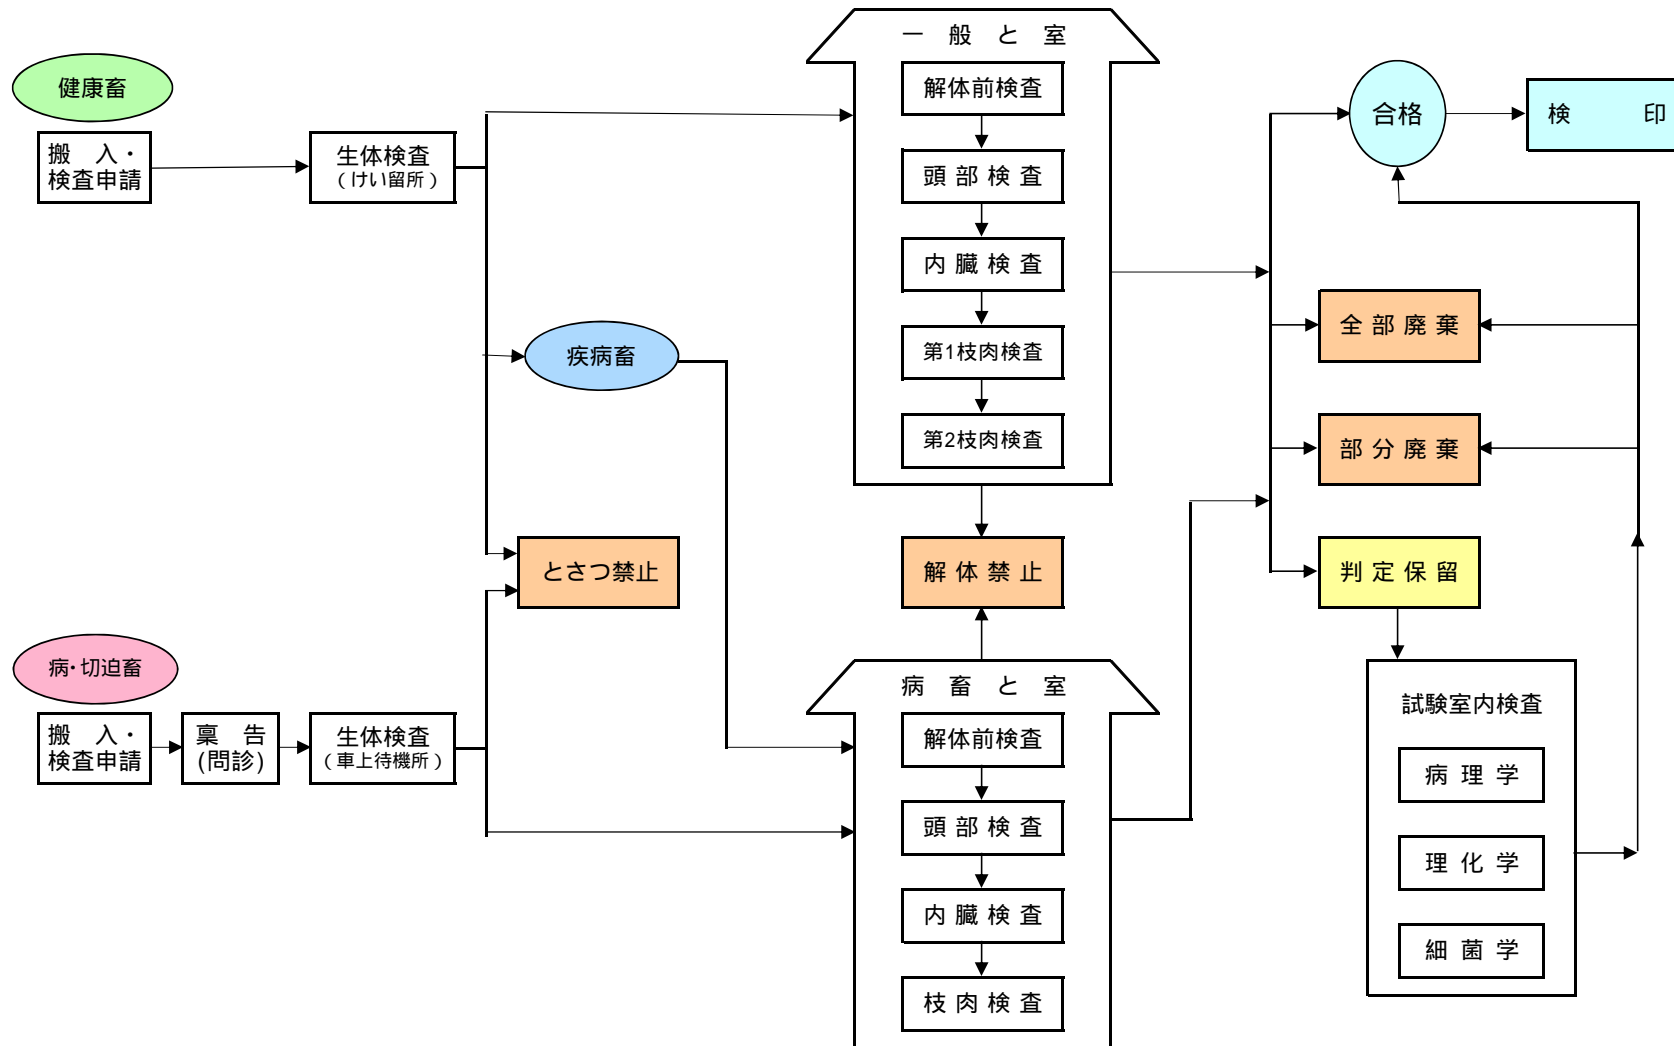 健康畜
搬　入・
検査申請
生体検査
（けい留所）
疾病畜
とさつ禁止
病・切迫畜
搬　入・
検査申請
稟　告
(問診)
生体検査
（車上待機所）
一　般　と　室
解体前検査
頭 部 検 査
内 臓 検 査
第1枝肉検査
第2枝肉検査
解 体 禁 止
病　畜　と　室
解体前検査
頭 部 検 査
内 臓 検 査
枝 肉 検 査
合格
検　　　印
全 部 廃 棄
部 分 廃 棄
判 定 保 留
試験室内検査
病 理 学
理 化 学
細 菌 学